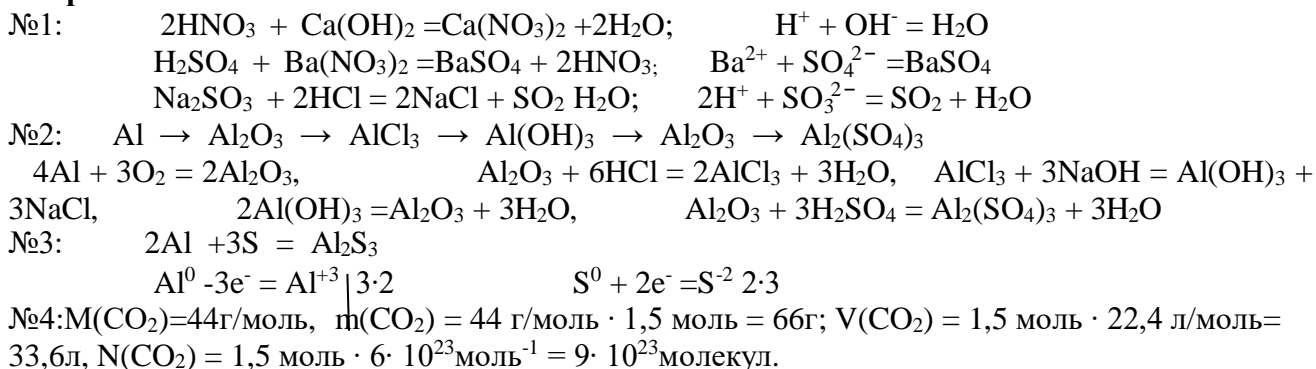 №1: 2HNO₃ + Ca(OH)₂ =Ca(NO₃)₂ +2H₂O; H⁺ + OH⁻ = H₂O
H₂SO₄ + Ba(NO₃)₂ =BaSO₄ + 2HNO₃; Ba²⁺ + SO₄²⁻ =BaSO₄
Na₂SO₃ + 2HCl = 2NaCl + SO₂ H₂O; 2H⁺ + SO₃²⁻ = SO₂ + H₂O
№2: Al → Al₂O₃ → AlCl₃ → Al(OH)₃ → Al₂O₃ → Al₂(SO₄)₃
4Al + 3O₂ = 2Al₂O₃, Al₂O₃ + 6HCl = 2AlCl₃ + 3H₂O, AlCl₃ + 3NaOH = Al(OH)₃ +
3NaCl, 2Al(OH)₃ =Al₂O₃ + 3H₂O, Al₂O₃ + 3H₂SO₄ = Al₂(SO₄)₃ + 3H₂O
№3: 2Al +3S = Al₂S₃
Al⁰ -3e⁻ = Al⁺³ | 3·2 S⁰ + 2e⁻ =S⁻² 2·3
№4:M(CO₂)=44г/моль, m(CO₂) = 44 г/моль · 1,5 моль = 66г; V(CO₂) = 1,5 моль · 22,4 л/моль=
33,6л, N(CO₂) = 1,5 моль · 6· 10²³моль⁻¹ = 9· 10²³молекул.